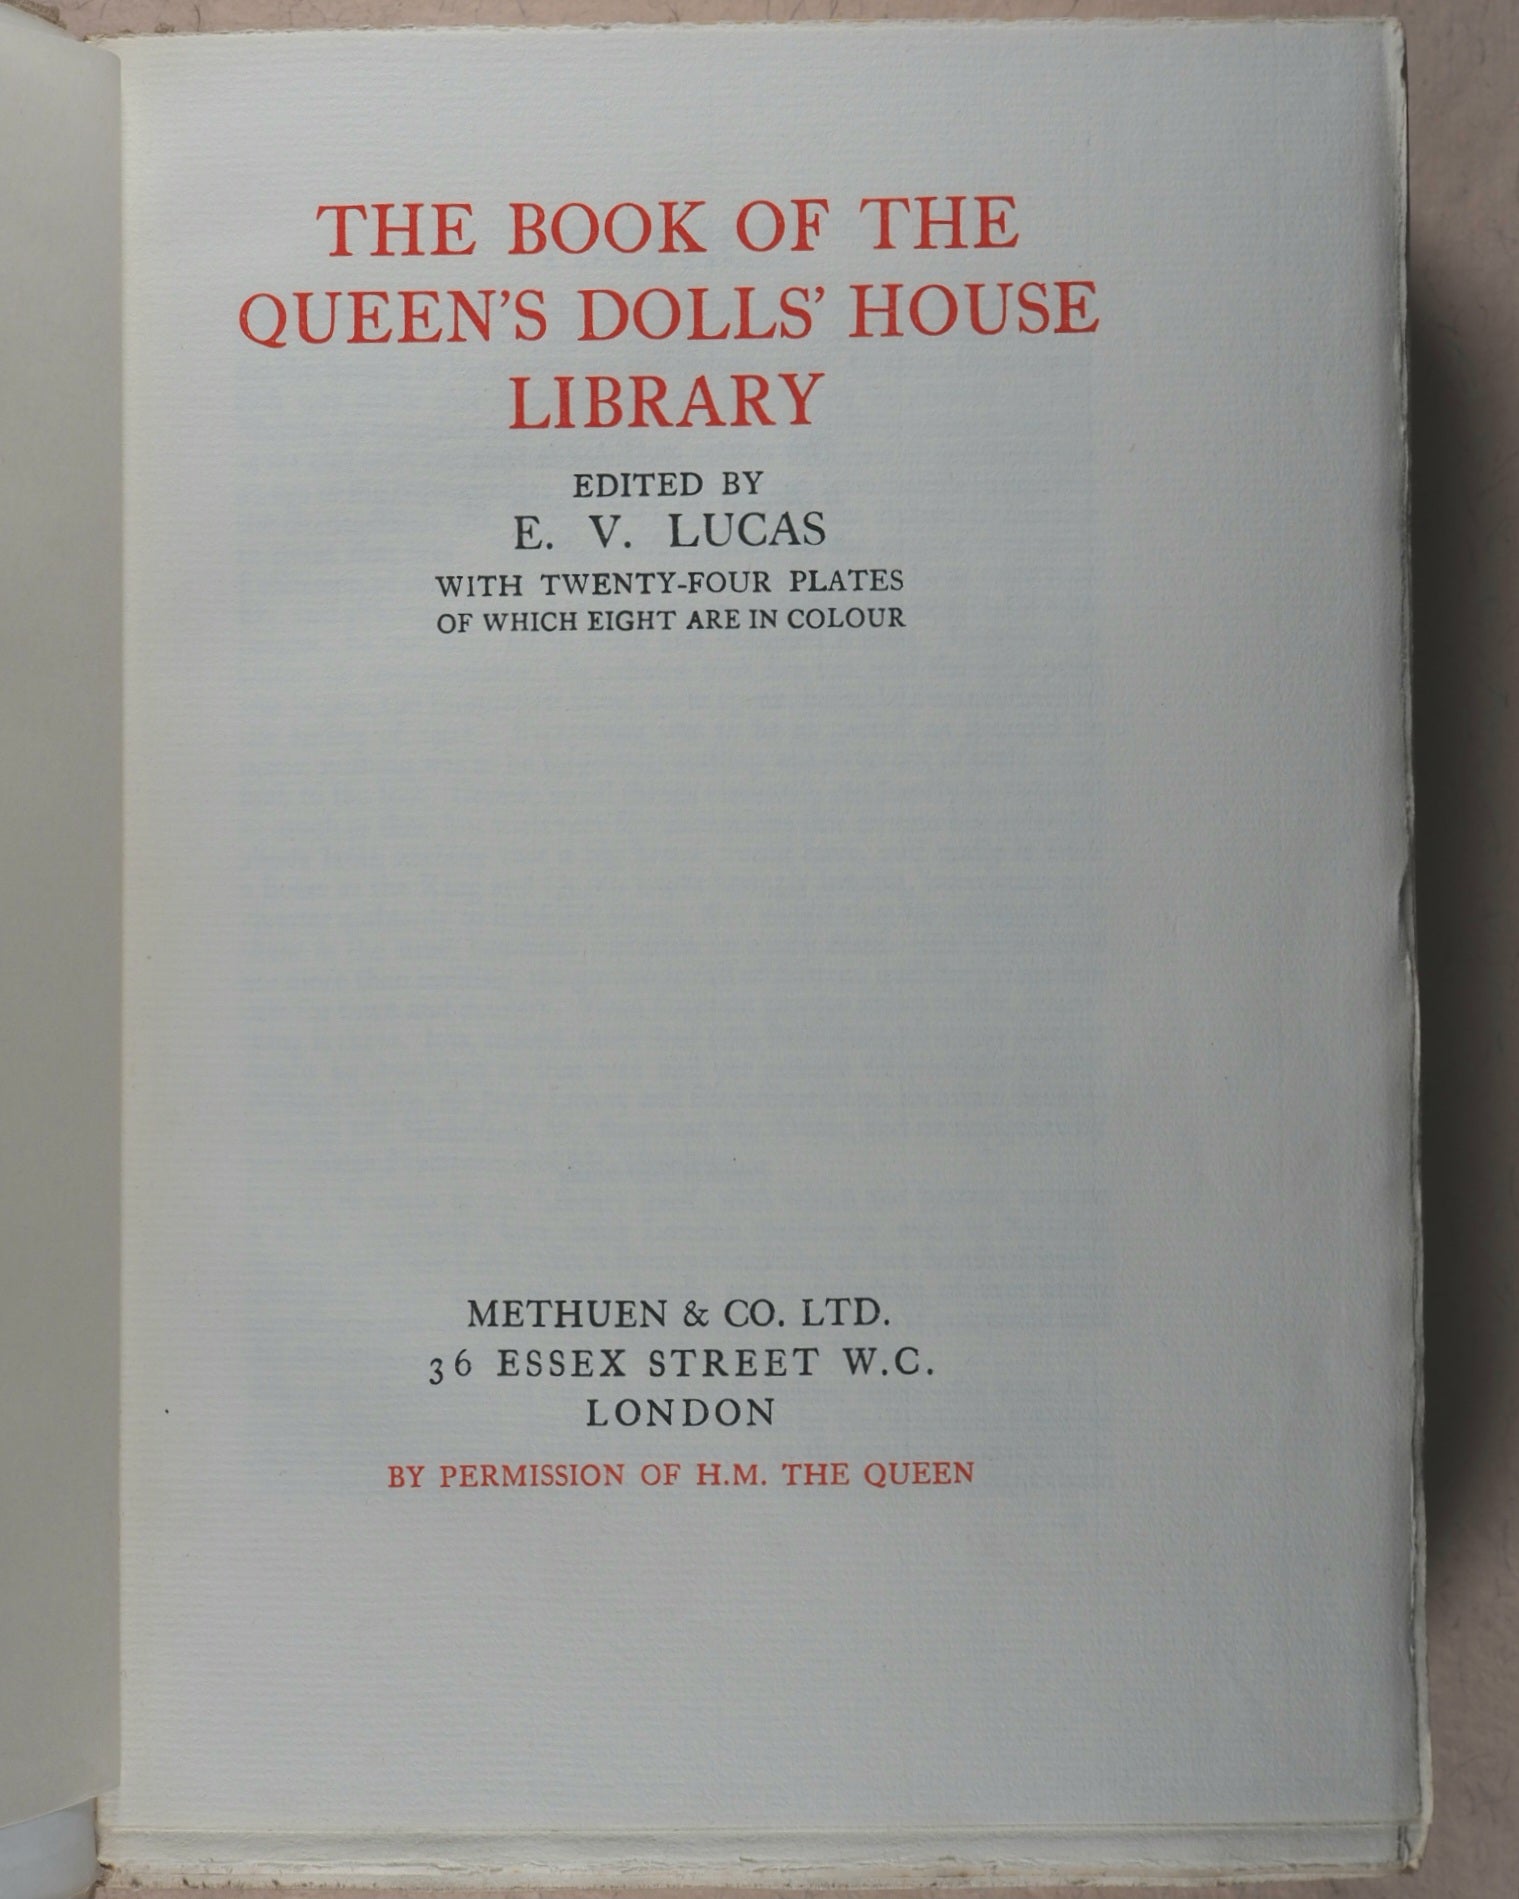 THE BOOK OF THE
QUEEN'S DOLLS' HOUSE
LIBRARY
EDITED BY
E. V. LUCAS
WITH TWENTY-FOUR PLATES
OF WHICH EIGHT ARE IN COLOUR
METHUEN & CO. LTD.
36 ESSEX STREET W.C.
LONDON
BY PERMISSION OF H.M. THE QUEEN